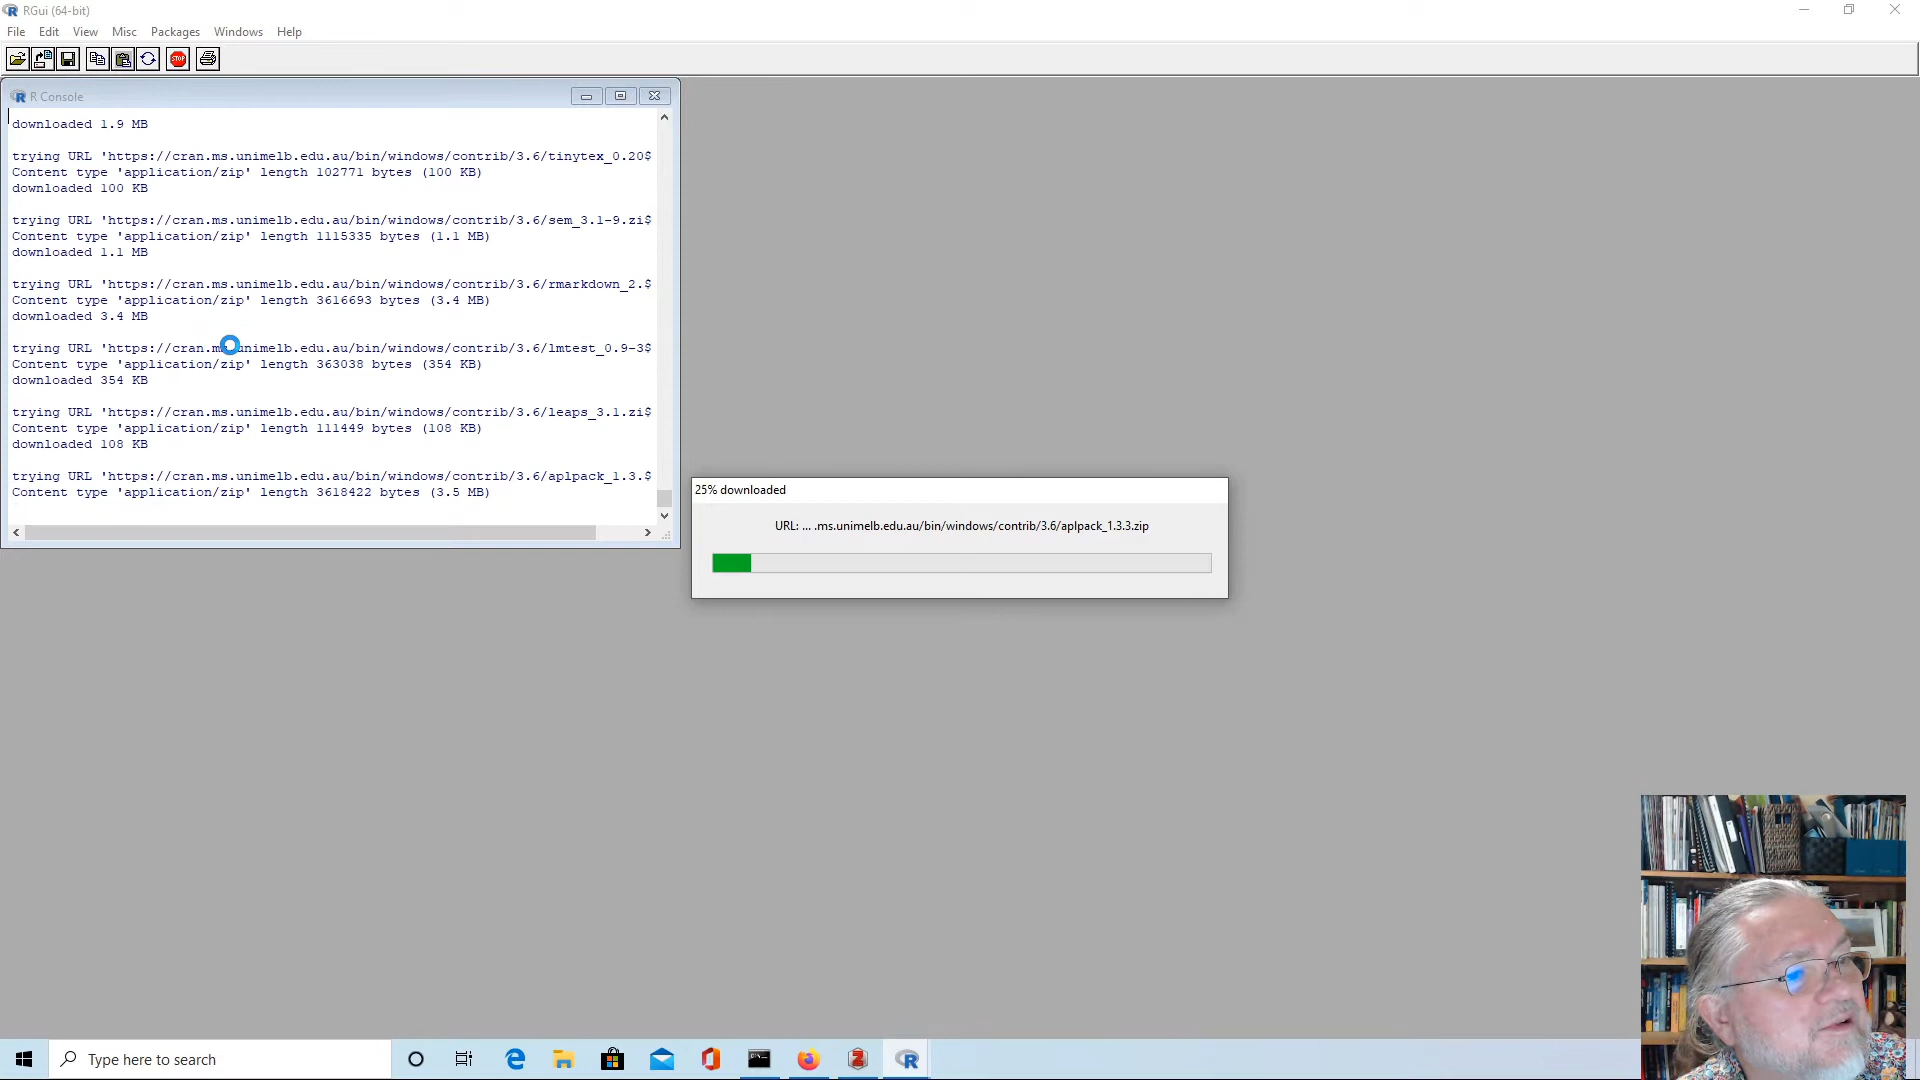 RGui (64-bit)
File Edit View Misc Packages Windows Help
STOP
R Console
downloaded 1.9 MB
trying URL 'https://cran.ms.unimelb.edu.au/bin/windows/contrib/3.6/tinytex_0.20$
Content type 'application/zip' length 102771 bytes (100 KB)
downloaded 100 KB
trying URL 'https://cran.ms.unimelb.edu.au/bin/windows/contrib/3.6/sem_3.1-9.zi$
Content type 'application/zip' length 1115335 bytes (1.1 MB)
downloaded 1.1 MB
trying URL 'https://cran.ms.unimelb.edu.au/bin/windows/contrib/3.6/rmarkdown_2.$
Content type 'application/zip' length 3616693 bytes (3.4 MB)
downloaded 3.4 MB
trying URL 'https://cran.ms.unimelb.edu.au/bin/windows/contrib/3.6/lmtest_0.9-3$
Content type 'application/zip' length 363038 bytes (354 KB)
downloaded 354 KB
trying URL 'https://cran.ms.unimelb.edu.au/bin/windows/contrib/3.6/leaps_3.1.zi$
Content type 'application/zip' length 111449 bytes (108 KB)
downloaded 108 KB
trying URL 'https://cran.ms.unimelb.edu.au/bin/windows/contrib/3.6/aplpack_1.3.$
Content type 'application/zip' length 3618422 bytes (3.5 MB)
25% downloaded
URL: ... .ms.unimelb.edu.au/bin/windows/contrib/3.6/aplpack_1.3.3.zip
Type here to search